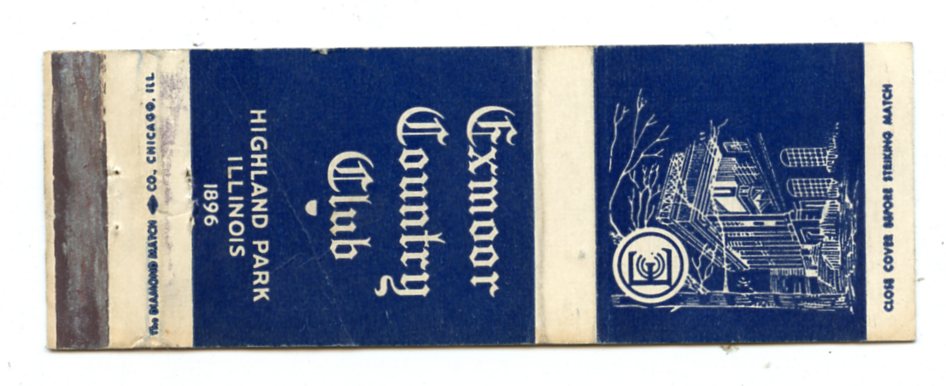 The DIAMOND MATCH CO. CHICAGO, ILL
Exmoor
Country
Club
HIGHLAND PARK
ILLINOIS
1896
CLOSE COVER BEFORE STRIKING MATCH